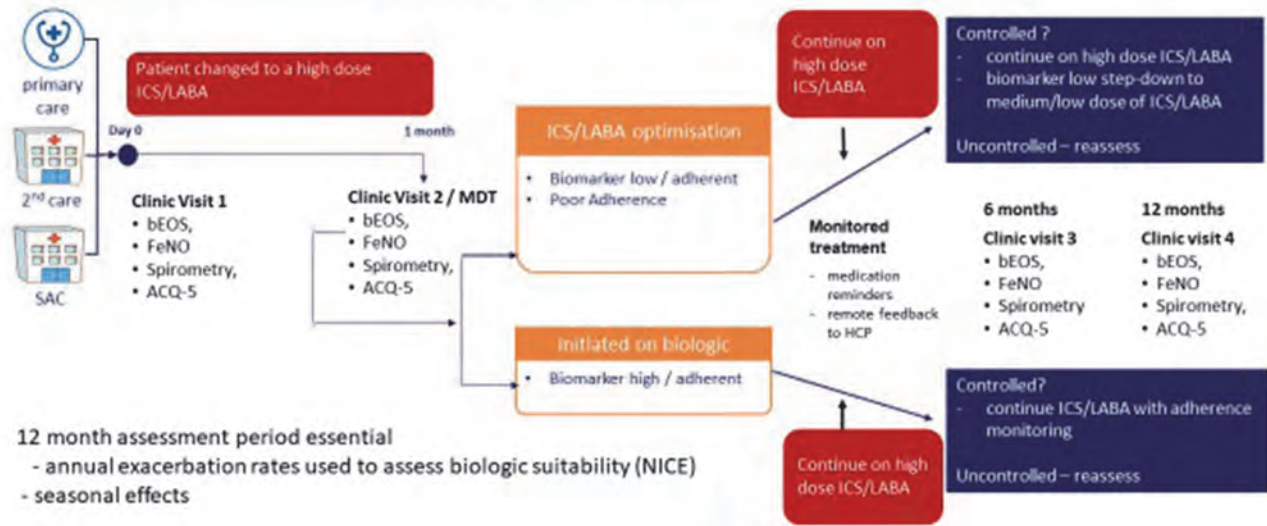 primary
care
2nd care
SAC
Patient changed to a high dose
ICS/LABA
Day 0
1 month
Clinic Visit 1
• bEOS,
• FeNO
• Spirometry,
• ACQ-5
Clinic Visit 2 / MDT
• bEOS,
• FeNO
• Spirometry,
• ACQ-5
ICS/LABA optimisation
• Biomarker low / adherent
• Poor Adherence
Initiated on biologic
• Biomarker high / adherent
Continue on
high dose
ICS/LABA
Monitored
treatment
- medication
reminders
- remote feedback
to HCP
Continue on high
dose ICS/LABA
Controlled ?
- continue on high dose ICS/LABA
- biomarker low step-down to
medium/low dose of ICS/LABA
Uncontrolled – reassess
6 months
Clinic visit 3
• bEOS,
• FeNO
• Spirometry
• ACQ-5
12 months
Clinic visit 4
• bEOS,
• FeNO
• Spirometry,
• ACQ-5
Controlled?
- continue ICS/LABA with adherence
monitoring
Uncontrolled – reassess
12 month assessment period essential
- annual exacerbation rates used to assess biologic suitability (NICE)
- seasonal effects